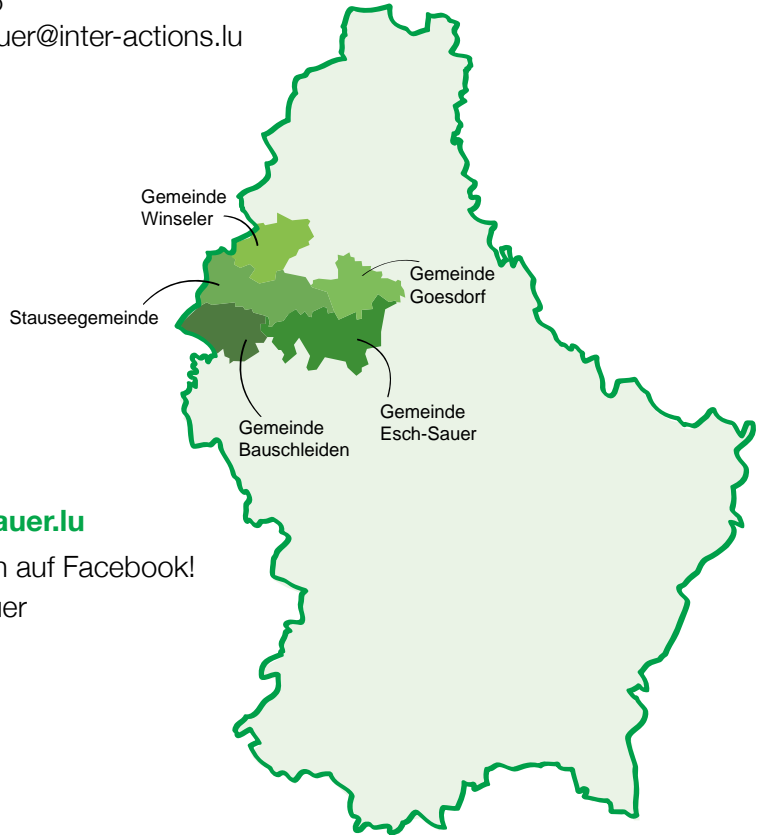 uer@inter-actions.lu
Gemeinde
Winseler
Gemeinde
Goesdorf
Stauseegemeinde
Gemeinde
Esch-Sauer
Gemeinde
Bauschleiden
auer.lu
auf Facebook!
uer